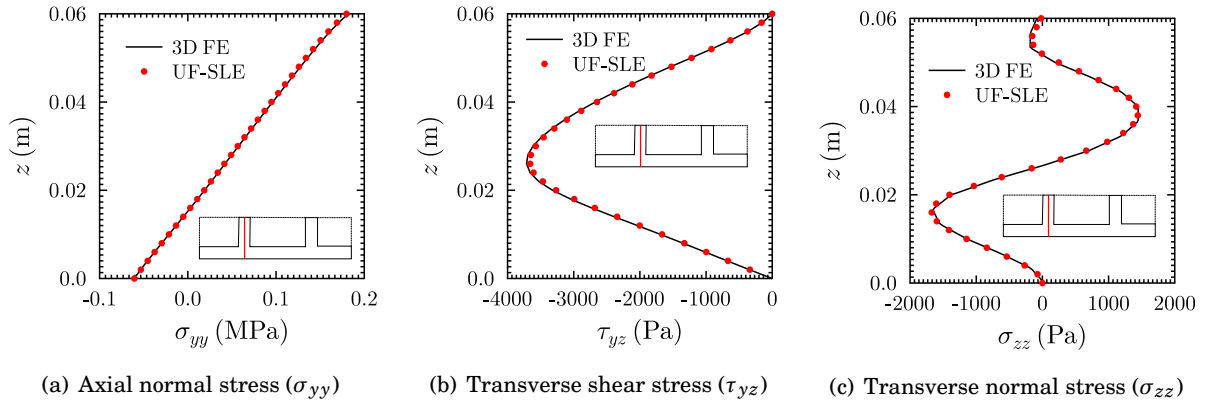 0.06
0.04
0.02
0.0
z (m)
3D FE
UF-SLE
-0.1
0.0
0.1
0.2
σyy (MPa)
(a) Axial normal stress (σyy)
0.06
0.04
0.02
0.00
z (m)
3D FE
UF-SLE
-4000
-3000
-2000
-1000
0
τyz (Pa)
(b) Transverse shear stress (τyz)
0.06
0.04
0.02
0.0
z (m)
3D FE
UF-SLE
-2000
-1000
0
1000
2000
σzz (Pa)
(c) Transverse normal stress (σzz)